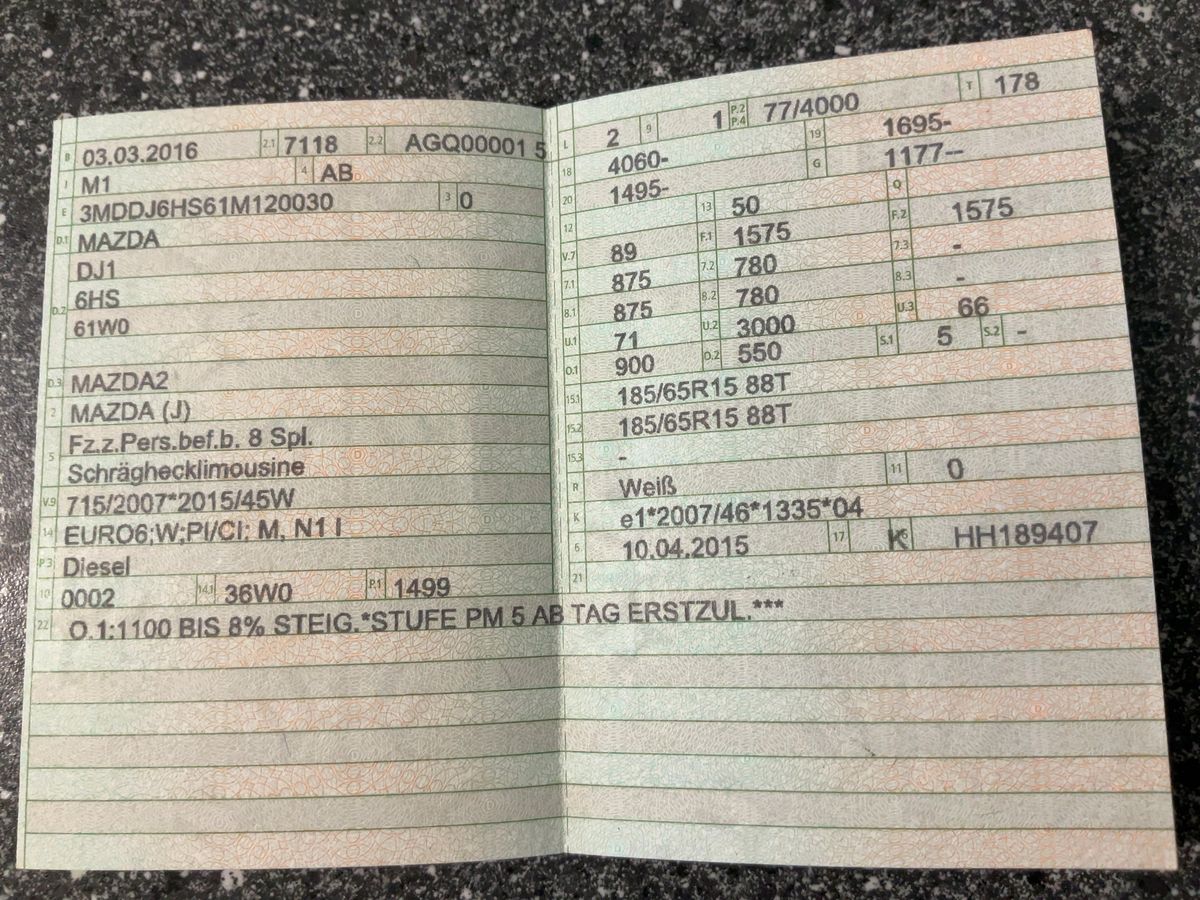 B 03.03.2016 2.1 7118 2.2 AGQ00001 5
J M1 4 AB
E 3MDDJ6HS61M120030 3 0
D.1 MAZDA
DJ1
D.2 6HS
61W0
D.3 MAZDA2
2 MAZDA (J)
5 Fz.z.Pers.bef.b. 8 Spl.
Schräghecklimousine
V.9 715/2007*2015/45W
14 EURO6;W;PI/CI; M, N1 I
P.3 Diesel
10 0002 14.1 36W0 P.1 1499
22 O.1:1100 BIS 8% STEIG.*STUFE PM 5 AB TAG ERSTZUL.***
L 2 9 1 P.2 P.4 77/4000 T 178
18 4060- 19 1695-
20 1495- G 1177--
12 13 50 Q
V.7 89 F.1 1575 F.2 1575
7.1 875 7.2 780 7.3 -
8.1 875 8.2 780 8.3 -
U.1 71 U.2 3000 U.3 66
O.1 900 O.2 550 S.1 5 S.2 -
15.1 185/65R15 88T
15.2 185/65R15 88T
15.3 -
R Weiß 11 0
K e1*2007/46*1335*04
6 10.04.2015 17 K HH189407
21